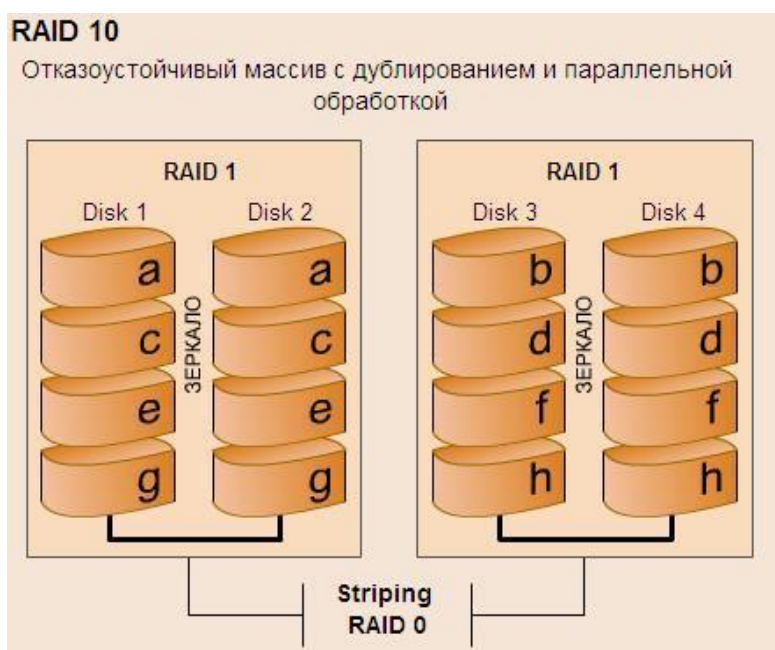 RAID 10
Отказоустойчивый массив с дублированием и параллельной
обработкой
RAID 1
Disk 1 Disk 2
a a
c c
e e
g g
ЗЕРКАЛО
RAID 1
Disk 3 Disk 4
b b
d d
f f
h h
ЗЕРКАЛО
Striping
RAID 0